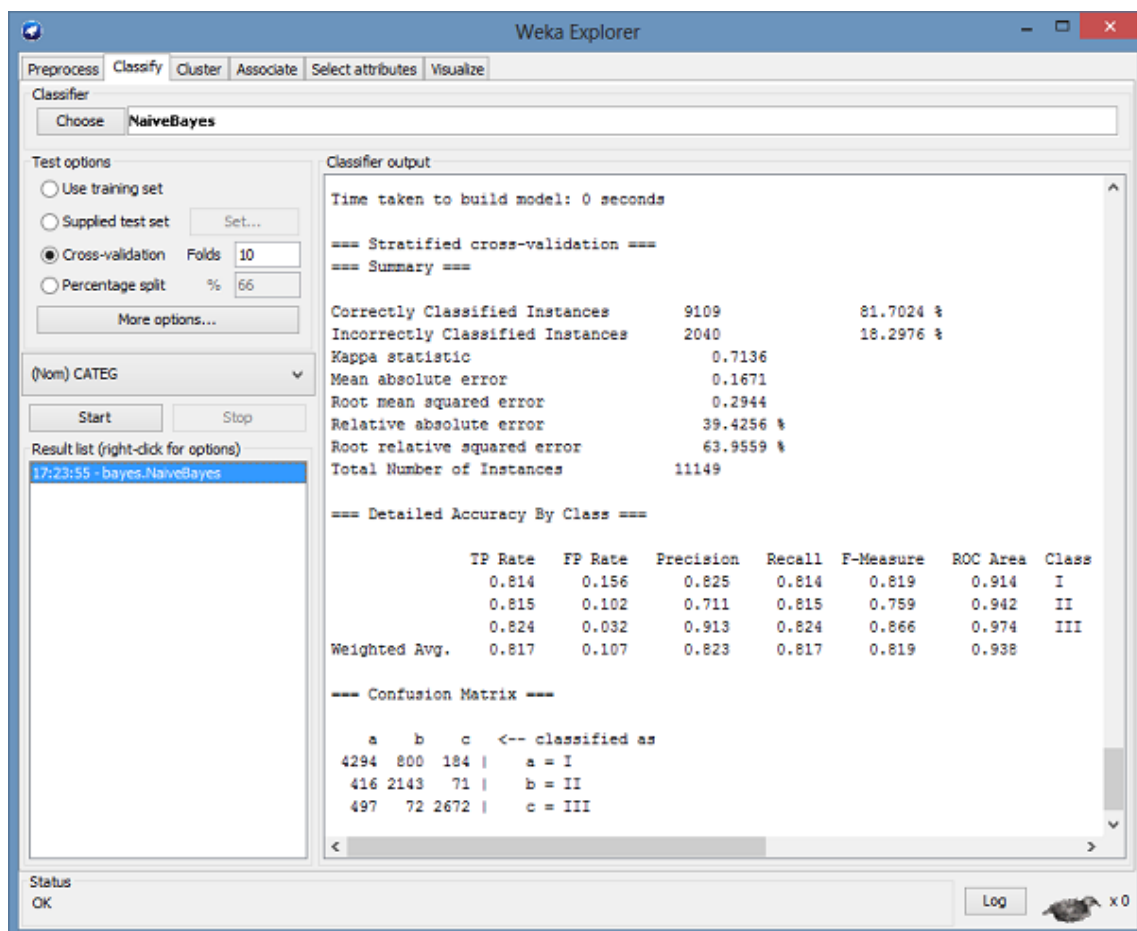 Weka Explorer
Preprocess Classify Cluster Associate Select attributes Visualize
Classifier
Choose NaiveBayes
Test options
Use training set
Supplied test set Set...
Cross-validation Folds 10
Percentage split % 66
More options...
(Nom) CATEG
Start Stop
Result list (right-click for options)
17:23:55 - bayes.NaiveBayes
Classifier output
Time taken to build model: 0 seconds
=== Stratified cross-validation ===
=== Summary ===
Correctly Classified Instances 9109 81.7024 %
Incorrectly Classified Instances 2040 18.2976 %
Kappa statistic 0.7136
Mean absolute error 0.1671
Root mean squared error 0.2944
Relative absolute error 39.4256 %
Root relative squared error 63.9559 %
Total Number of Instances 11149
=== Detailed Accuracy By Class ===
TP Rate FP Rate Precision Recall F-Measure ROC Area Class
0.814 0.156 0.825 0.814 0.819 0.914 I
0.815 0.102 0.711 0.815 0.759 0.942 II
0.824 0.032 0.913 0.824 0.866 0.974 III
Weighted Avg. 0.817 0.107 0.823 0.817 0.819 0.938
=== Confusion Matrix ===
a b c <-- classified as
4294 800 184 | a = I
416 2143 71 | b = II
497 72 2672 | c = III
Status
OK
Log x 0